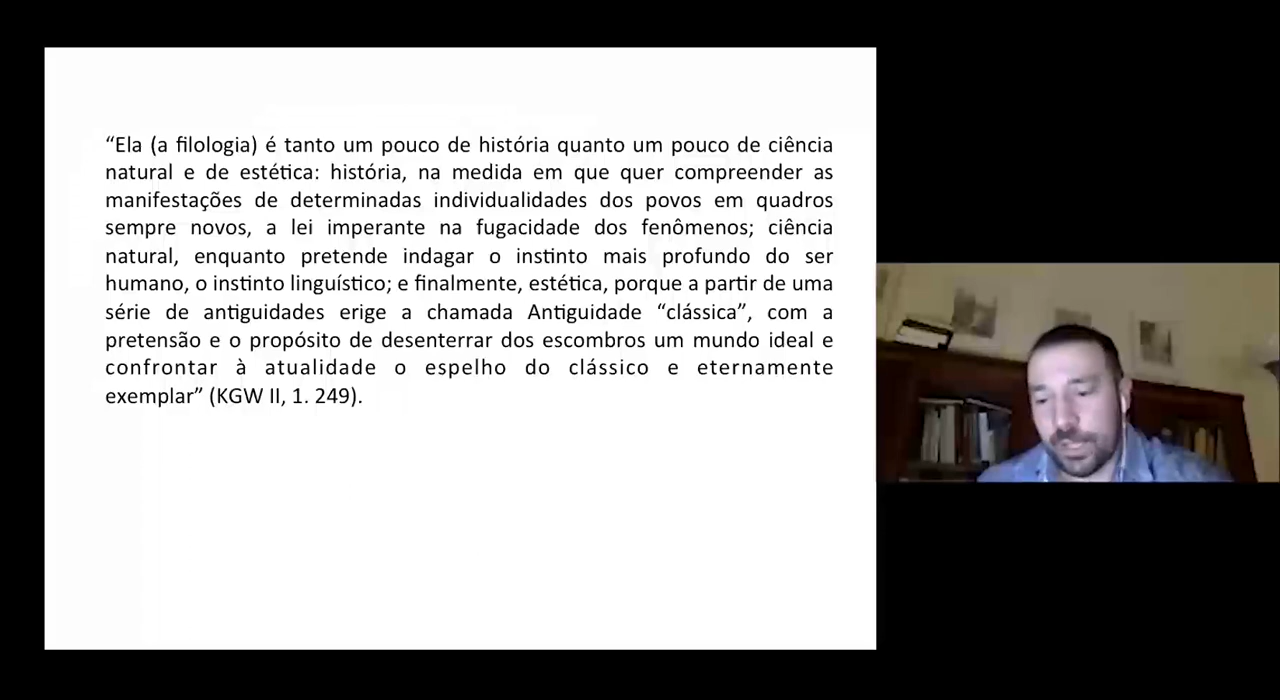 “Ela (a filologia) é tanto um pouco de história quanto um pouco de ciência
natural e de estética: história, na medida em que quer compreender as
manifestações de determinadas individualidades dos povos em quadros
sempre novos, a lei imperante na fugacidade dos fenômenos; ciência
natural, enquanto pretende indagar o instinto mais profundo do ser
humano, o instinto linguístico; e finalmente, estética, porque a partir de uma
série de antiguidades erige a chamada Antiguidade “clássica”, com a
pretensão e o propósito de desenterrar dos escombros um mundo ideal e
confrontar à atualidade o espelho do clássico e eternamente
exemplar” (KGW II, 1. 249).